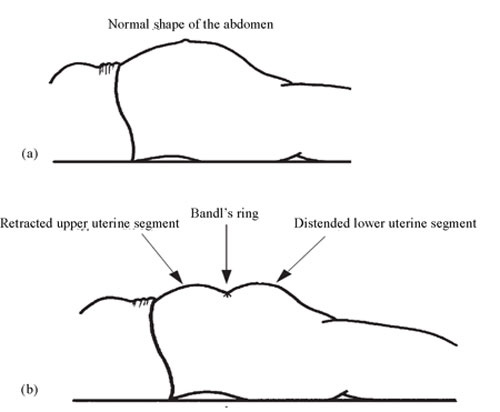 Normal shape of the abdomen
(a)
Bandl's ring
Retracted upper uterine segment
Distended lower uterine segment
(b)